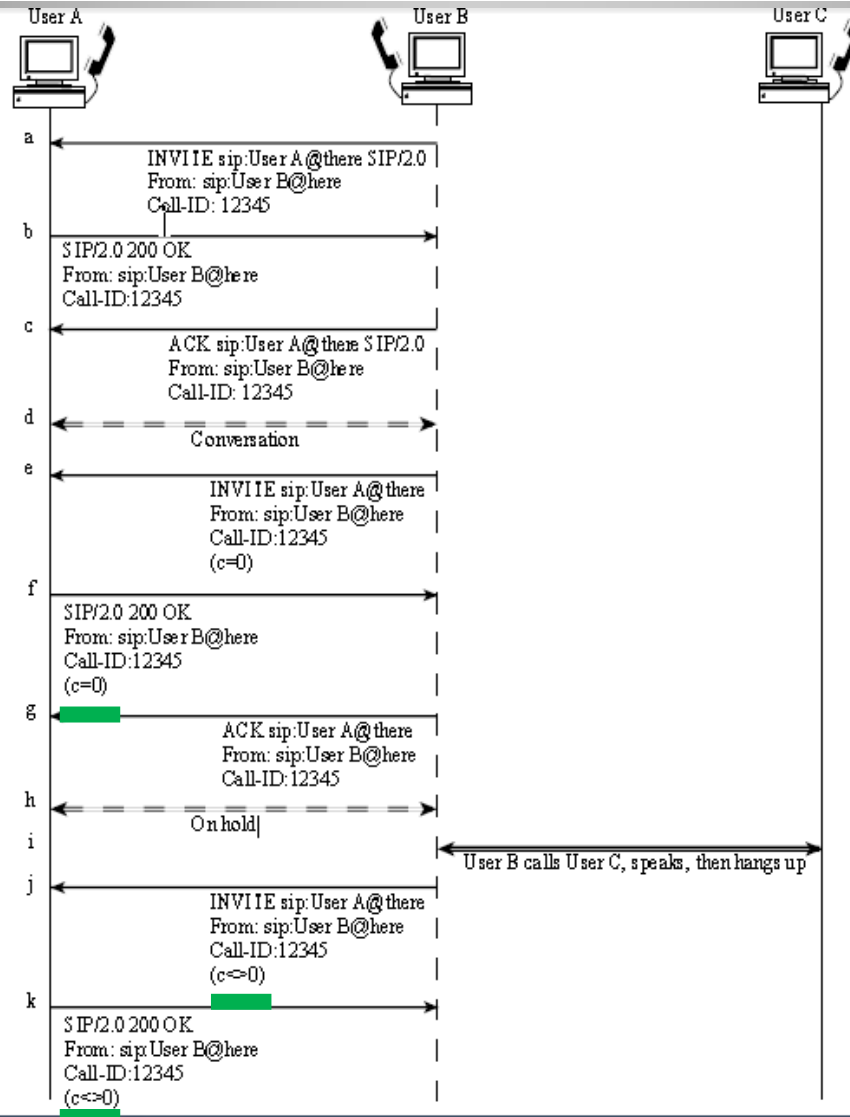 User A
User B
User C
a
INVITE sip:User A@there SIP/2.0
From: sip:User B@here
Call-ID: 12345
b
SIP/2.0 200 OK
From: sip:User B@here
Call-ID:12345
c
ACK sip:User A@there SIP/2.0
From: sip:User B@here
Call-ID: 12345
d
Conversation
e
INVITE sip:User A@there
From: sip:User B@here
Call-ID:12345
(c=0)
f
SIP/2.0 200 OK
From: sip:User B@here
Call-ID:12345
(c=0)
g
ACK sip:User A@there
From: sip:User B@here
Call-ID:12345
h
On hold
i
User B calls User C, speaks, then hangs up
j
INVITE sip:User A@there
From: sip:User B@here
Call-ID:12345
(c<>0)
k
SIP/2.0 200 OK
From: sip:User B@here
Call-ID:12345
(c<>0)